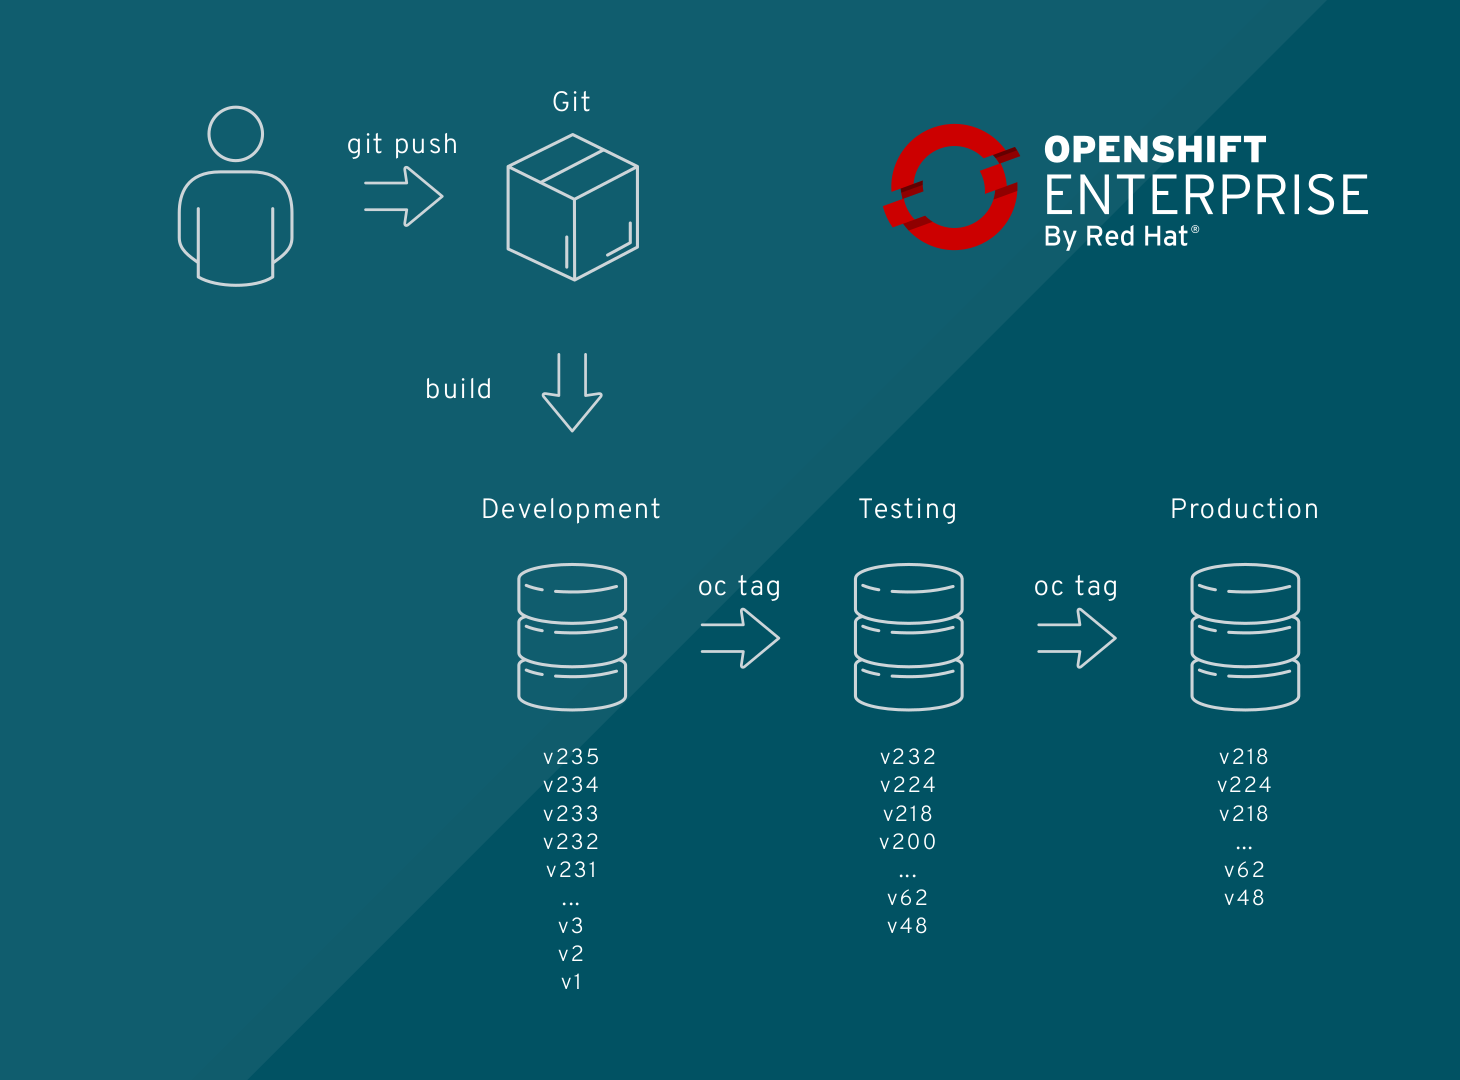 Git
git push
OPENSHIFT
ENTERPRISE
By Red Hat®
build
Development
Testing
Production
oc tag
oc tag
v235
v234
v233
v232
v231
...
v3
v2
v1
v232
v224
v218
v200
...
v62
v48
v218
v224
v218
...
v62
v48